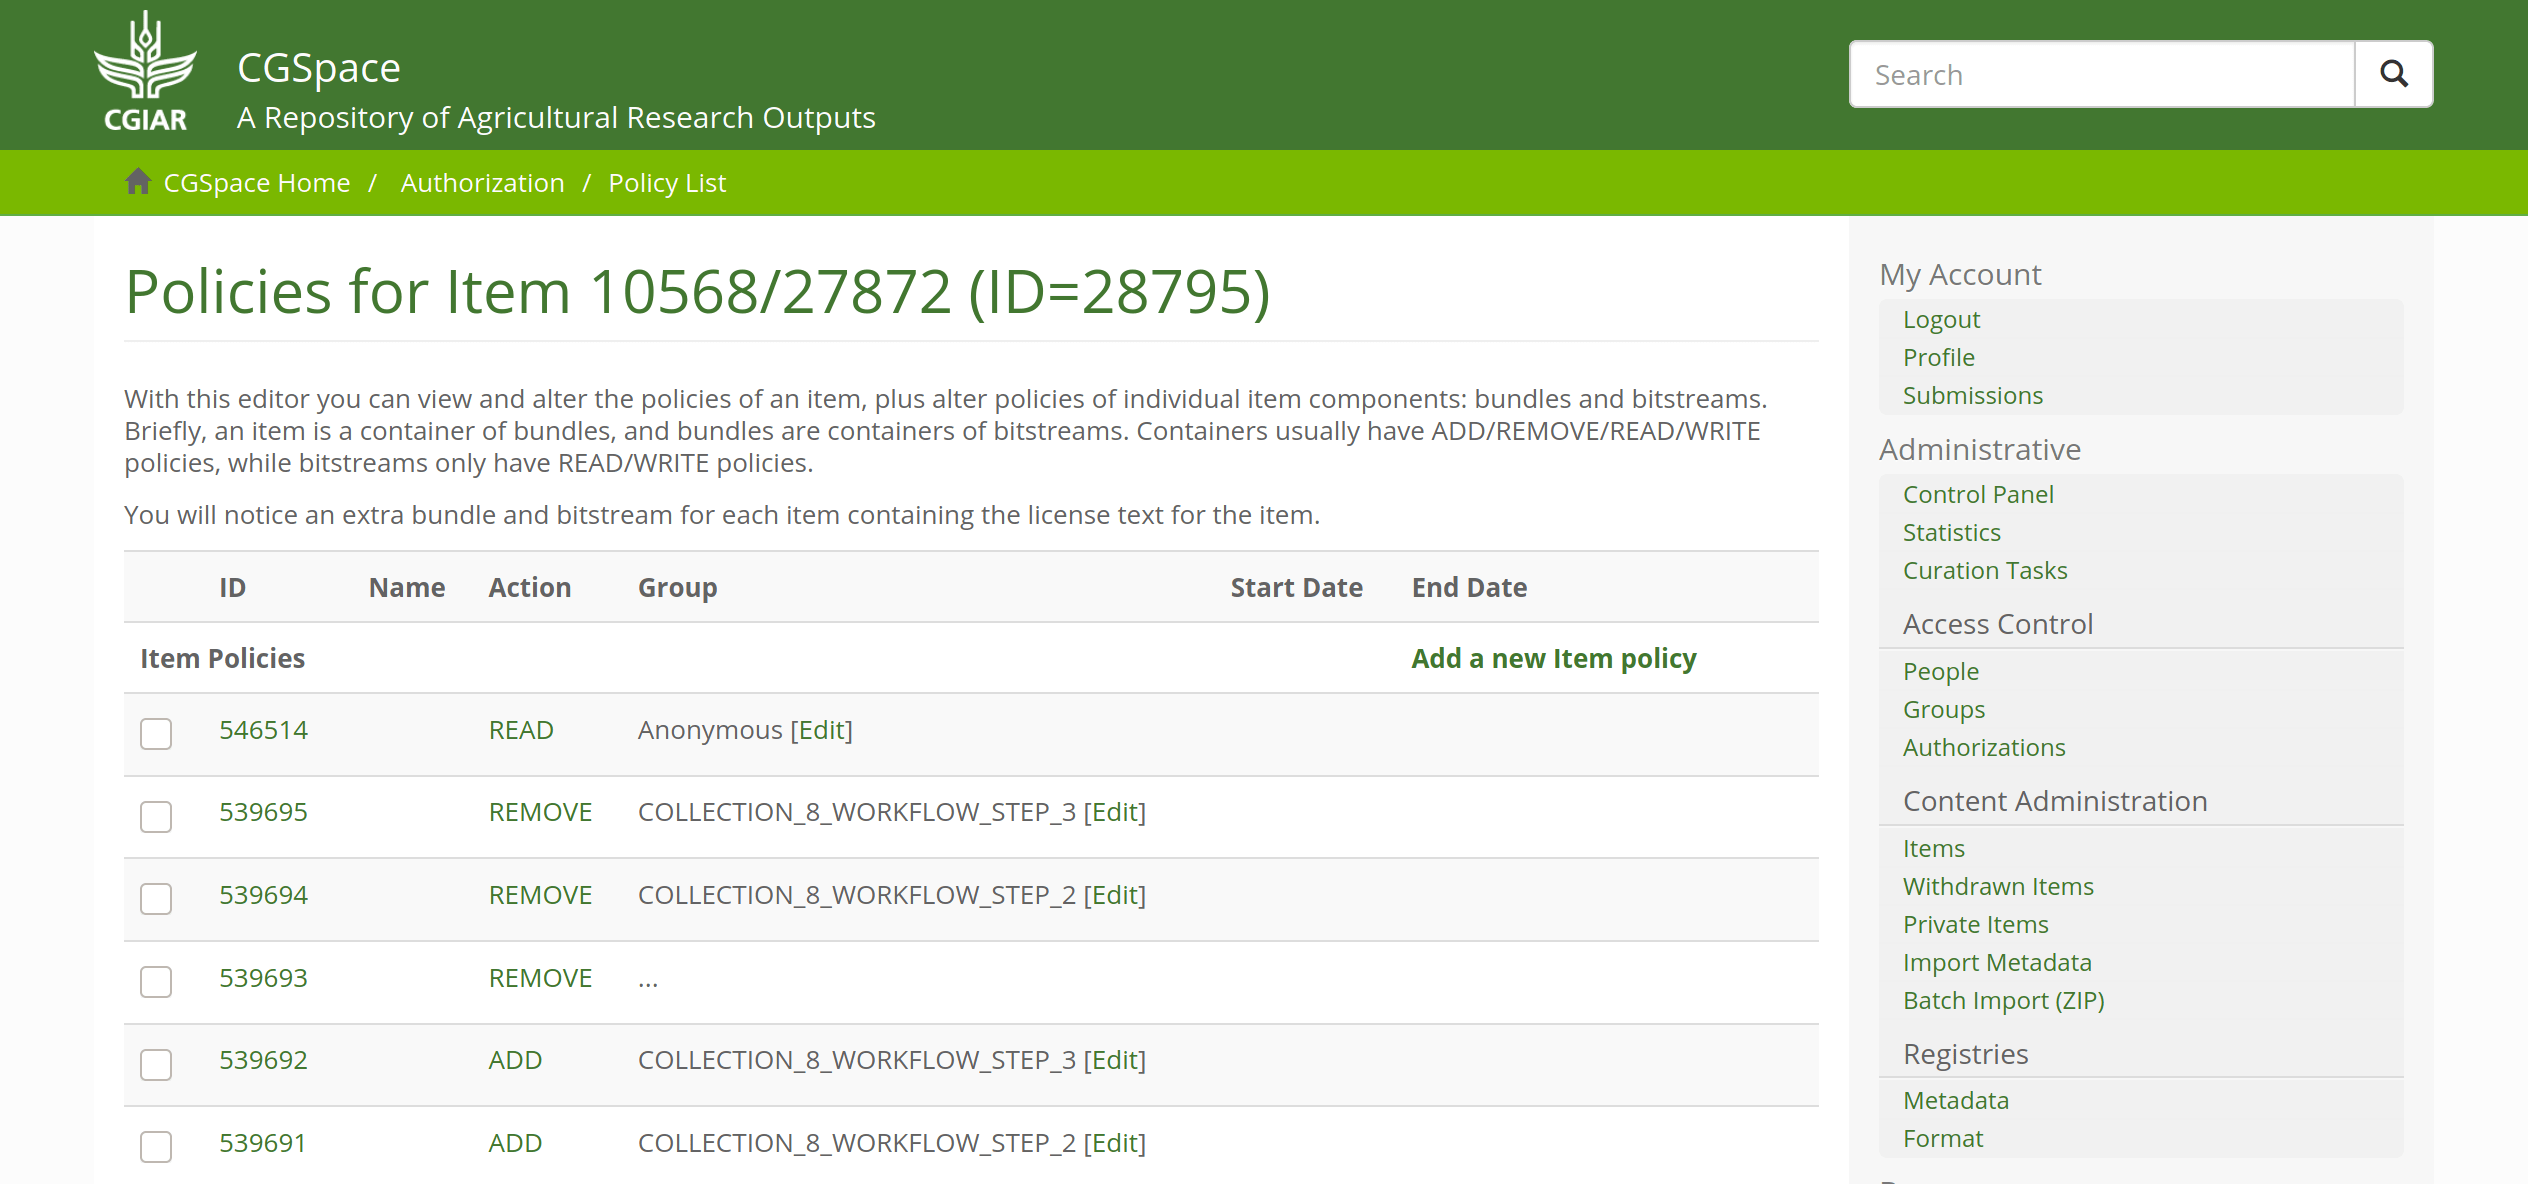 CGIAR
CGSpace
A Repository of Agricultural Research Outputs
Search
CGSpace Home / Authorization / Policy List
Policies for Item 10568/27872 (ID=28795)
With this editor you can view and alter the policies of an item, plus alter policies of individual item components: bundles and bitstreams.
Briefly, an item is a container of bundles, and bundles are containers of bitstreams. Containers usually have ADD/REMOVE/READ/WRITE
policies, while bitstreams only have READ/WRITE policies.
You will notice an extra bundle and bitstream for each item containing the license text for the item.
ID Name Action Group Start Date End Date
Item Policies Add a new Item policy
546514 READ Anonymous [Edit]
539695 REMOVE COLLECTION_8_WORKFLOW_STEP_3 [Edit]
539694 REMOVE COLLECTION_8_WORKFLOW_STEP_2 [Edit]
539693 REMOVE ...
539692 ADD COLLECTION_8_WORKFLOW_STEP_3 [Edit]
539691 ADD COLLECTION_8_WORKFLOW_STEP_2 [Edit]
My Account
Logout
Profile
Submissions
Administrative
Control Panel
Statistics
Curation Tasks
Access Control
People
Groups
Authorizations
Content Administration
Items
Withdrawn Items
Private Items
Import Metadata
Batch Import (ZIP)
Registries
Metadata
Format